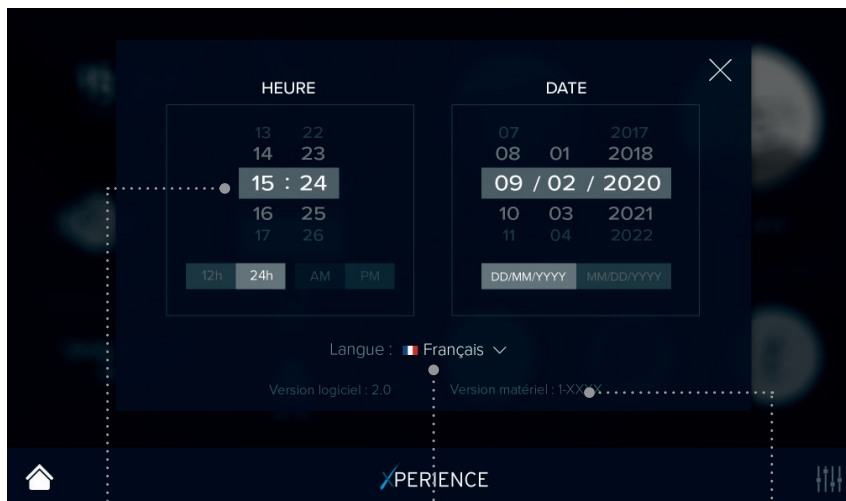 HEURE
13 22
14 23
15 : 24
16 25
17 26
12h 24h AM PM
DATE
07 2017
08 01 2018
09 / 02 / 2020
10 03 2021
11 04 2022
DD/MM/YYYY MM/DD/YYYY
Langue : Français
Version logiciel : 2.0 Version matériel : 1-XXXX
XPERIENCE